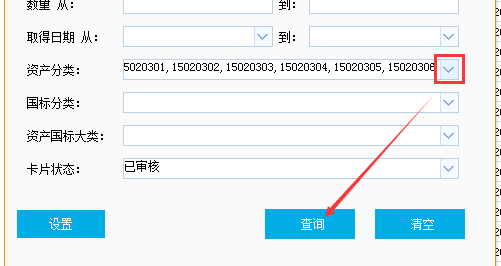 数量 从： 到：
取得日期 从： 到：
资产分类： 5020301, 15020302, 15020303, 15020304, 15020305, 15020306
国标分类：
资产国标大类：
卡片状态： 已审核
设置 查询 清空